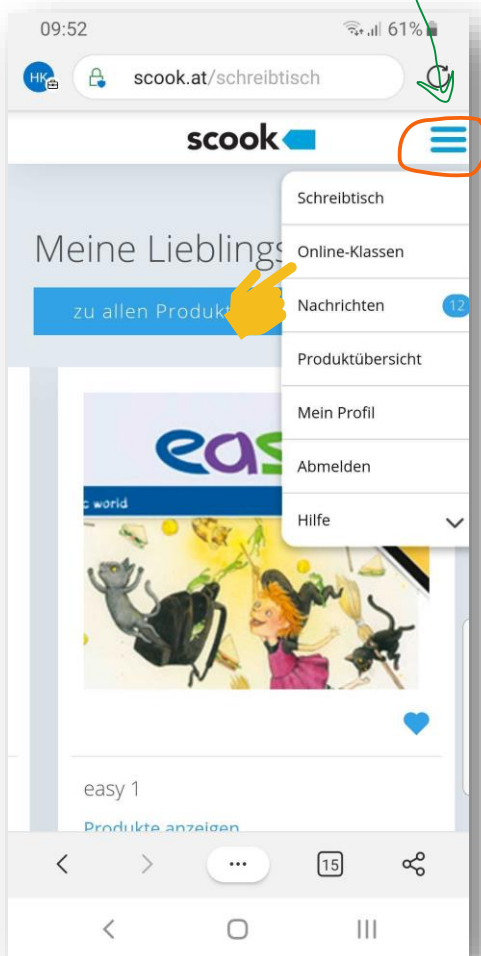 09:52 61%
HK scook.at/schreibtisch
scook
Schreibtisch
Meine Lieblings
Online-Klassen
zu allen Produkt
Nachrichten 12
Produktübersicht
Mein Profil
eas
Abmelden
c world
Hilfe
easy 1
Produkte anzeigen
... 15